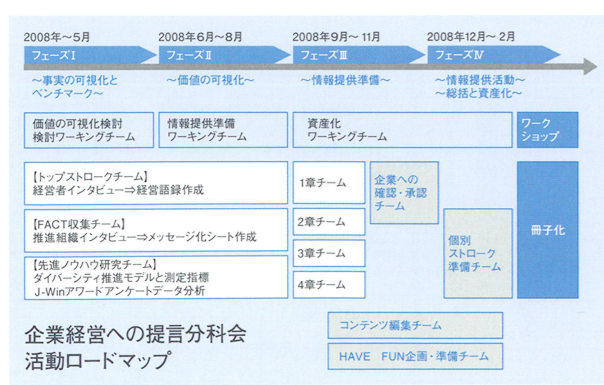 2008年～5月
2008年6月～8月
2008年9月～11月
2008年12月～2月
フェーズⅠ
フェーズⅡ
フェーズⅢ
フェーズⅣ
～事実の可視化と
ベンチマーク～
～価値の可視化～
～情報提供準備～
～情報提供活動～
～総括と資産化～
価値の可視化検討
検討ワーキングチーム
情報提供準備
ワーキングチーム
資産化
ワーキングチーム
ワーク
ショップ
【トップストロークチーム】
経営者インタビュー⇒経営語録作成
【FACT収集チーム】
推進組織インタビュー⇒メッセージ化シート作成
【先進ノウハウ研究チーム】
ダイバーシティ推進モデルと測定指標
J-Winアワードアンケートデータ分析
1章チーム
2章チーム
3章チーム
4章チーム
企業への
確認・承認
チーム
個別
ストローク
準備チーム
冊子化
企業経営への提言分科会
活動ロードマップ
コンテンツ編集チーム
HAVE FUN企画・準備チーム